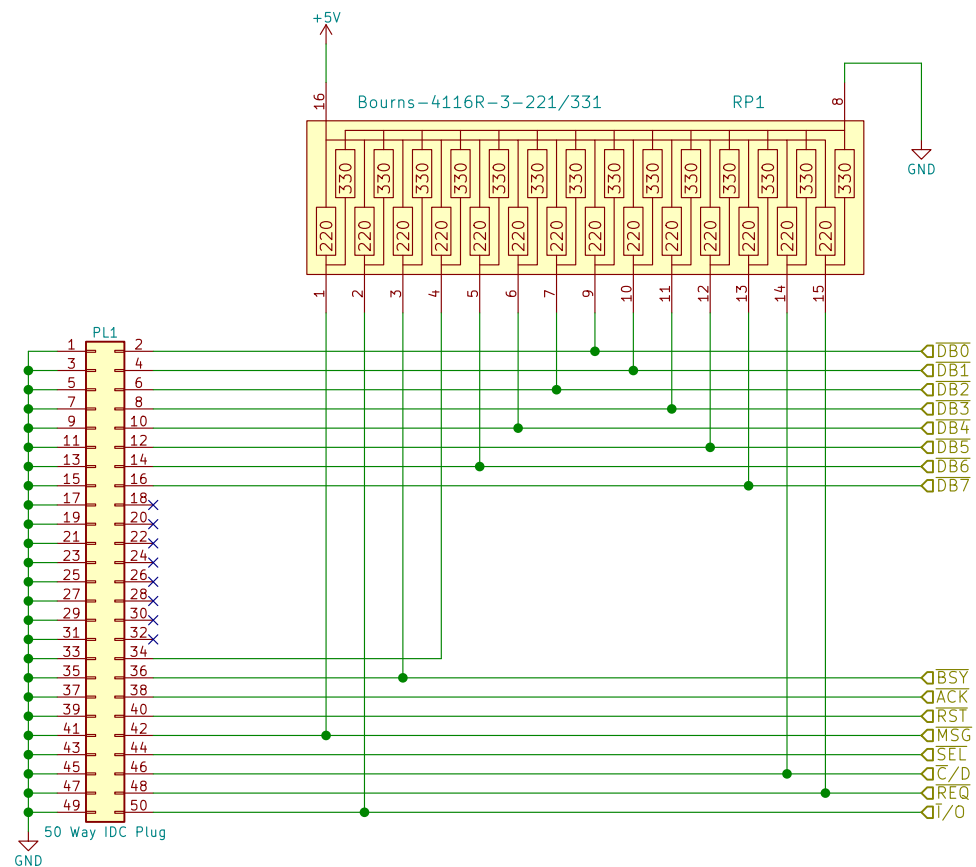 +5V
16
Bourns-4116R-3-221/331
RP1
8
GND
330 330 330 330 330 330 330 330 330 330 330 330 330 330
220 220 220 220 220 220 220 220 220 220 220 220 220 220
1 2 3 4 5 6 7 9 10 11 12 13 14 15
PL1
1 2 DB0
3 4 DB1
5 6 DB2
7 8 DB3
9 10 DB4
11 12 DB5
13 14 DB6
15 16 DB7
17 18
19 20
21 22
23 24
25 26
27 28
29 30
31 32
33 34
35 36 BSY
37 38 ACK
39 40 RST
41 42 MSG
43 44 SEL
45 46 C/D
47 48 REQ
49 50 I/O
50 Way IDC Plug
GND